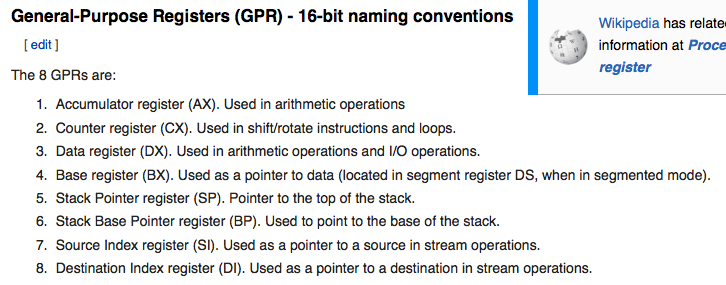 General-Purpose Registers (GPR) - 16-bit naming conventions
[ edit ]
The 8 GPRs are:
1. Accumulator register (AX). Used in arithmetic operations
2. Counter register (CX). Used in shift/rotate instructions and loops.
3. Data register (DX). Used in arithmetic operations and I/O operations.
4. Base register (BX). Used as a pointer to data (located in segment register DS, when in segmented mode).
5. Stack Pointer register (SP). Pointer to the top of the stack.
6. Stack Base Pointer register (BP). Used to point to the base of the stack.
7. Source Index register (SI). Used as a pointer to a source in stream operations.
8. Destination Index register (DI). Used as a pointer to a destination in stream operations.
Wikipedia has relate
information at Proce
register